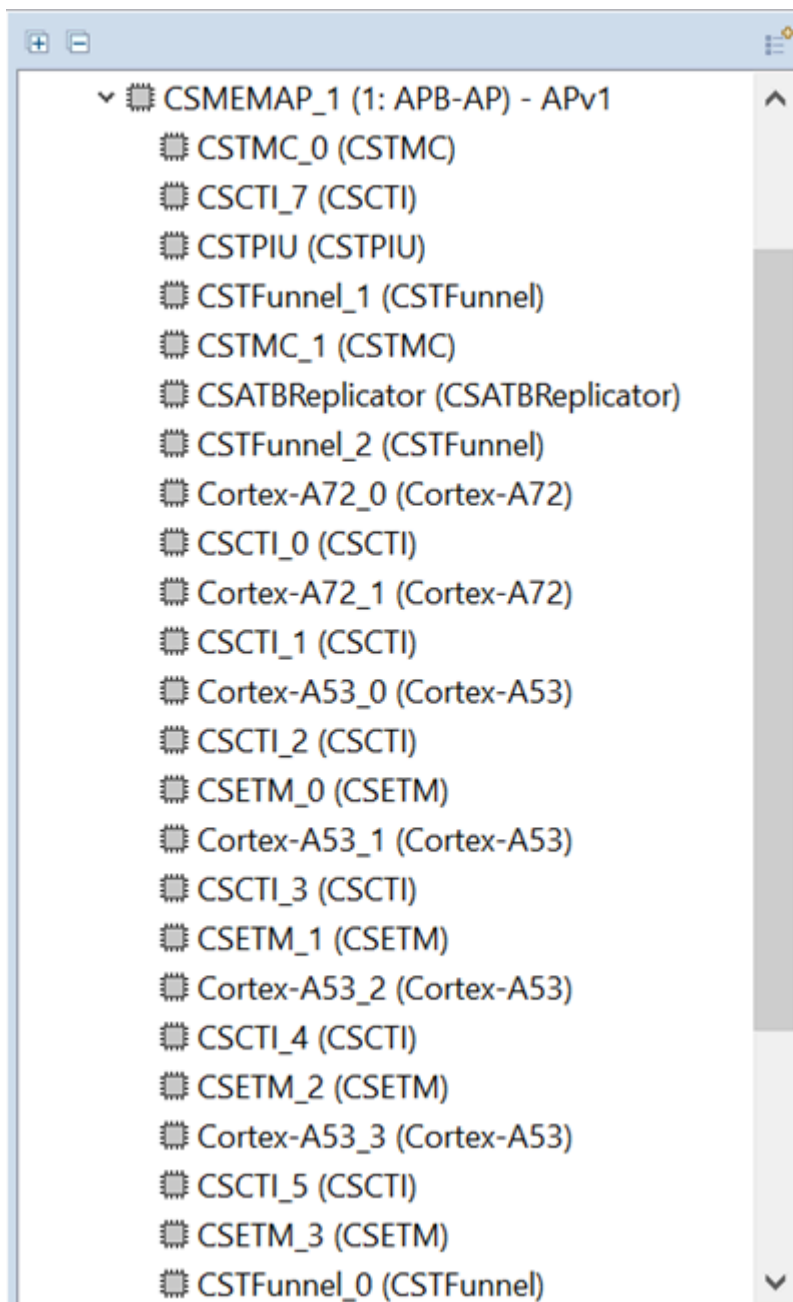 CSMEMAP_1 (1: APB-AP) - APv1
CSTMC_0 (CSTMC)
CSCTI_7 (CSCTI)
CSTPIU (CSTPIU)
CSTFunnel_1 (CSTFunnel)
CSTMC_1 (CSTMC)
CSATBReplicator (CSATBReplicator)
CSTFunnel_2 (CSTFunnel)
Cortex-A72_0 (Cortex-A72)
CSCTI_0 (CSCTI)
Cortex-A72_1 (Cortex-A72)
CSCTI_1 (CSCTI)
Cortex-A53_0 (Cortex-A53)
CSCTI_2 (CSCTI)
CSETM_0 (CSETM)
Cortex-A53_1 (Cortex-A53)
CSCTI_3 (CSCTI)
CSETM_1 (CSETM)
Cortex-A53_2 (Cortex-A53)
CSCTI_4 (CSCTI)
CSETM_2 (CSETM)
Cortex-A53_3 (Cortex-A53)
CSCTI_5 (CSCTI)
CSETM_3 (CSETM)
CSTFunnel_0 (CSTFunnel)